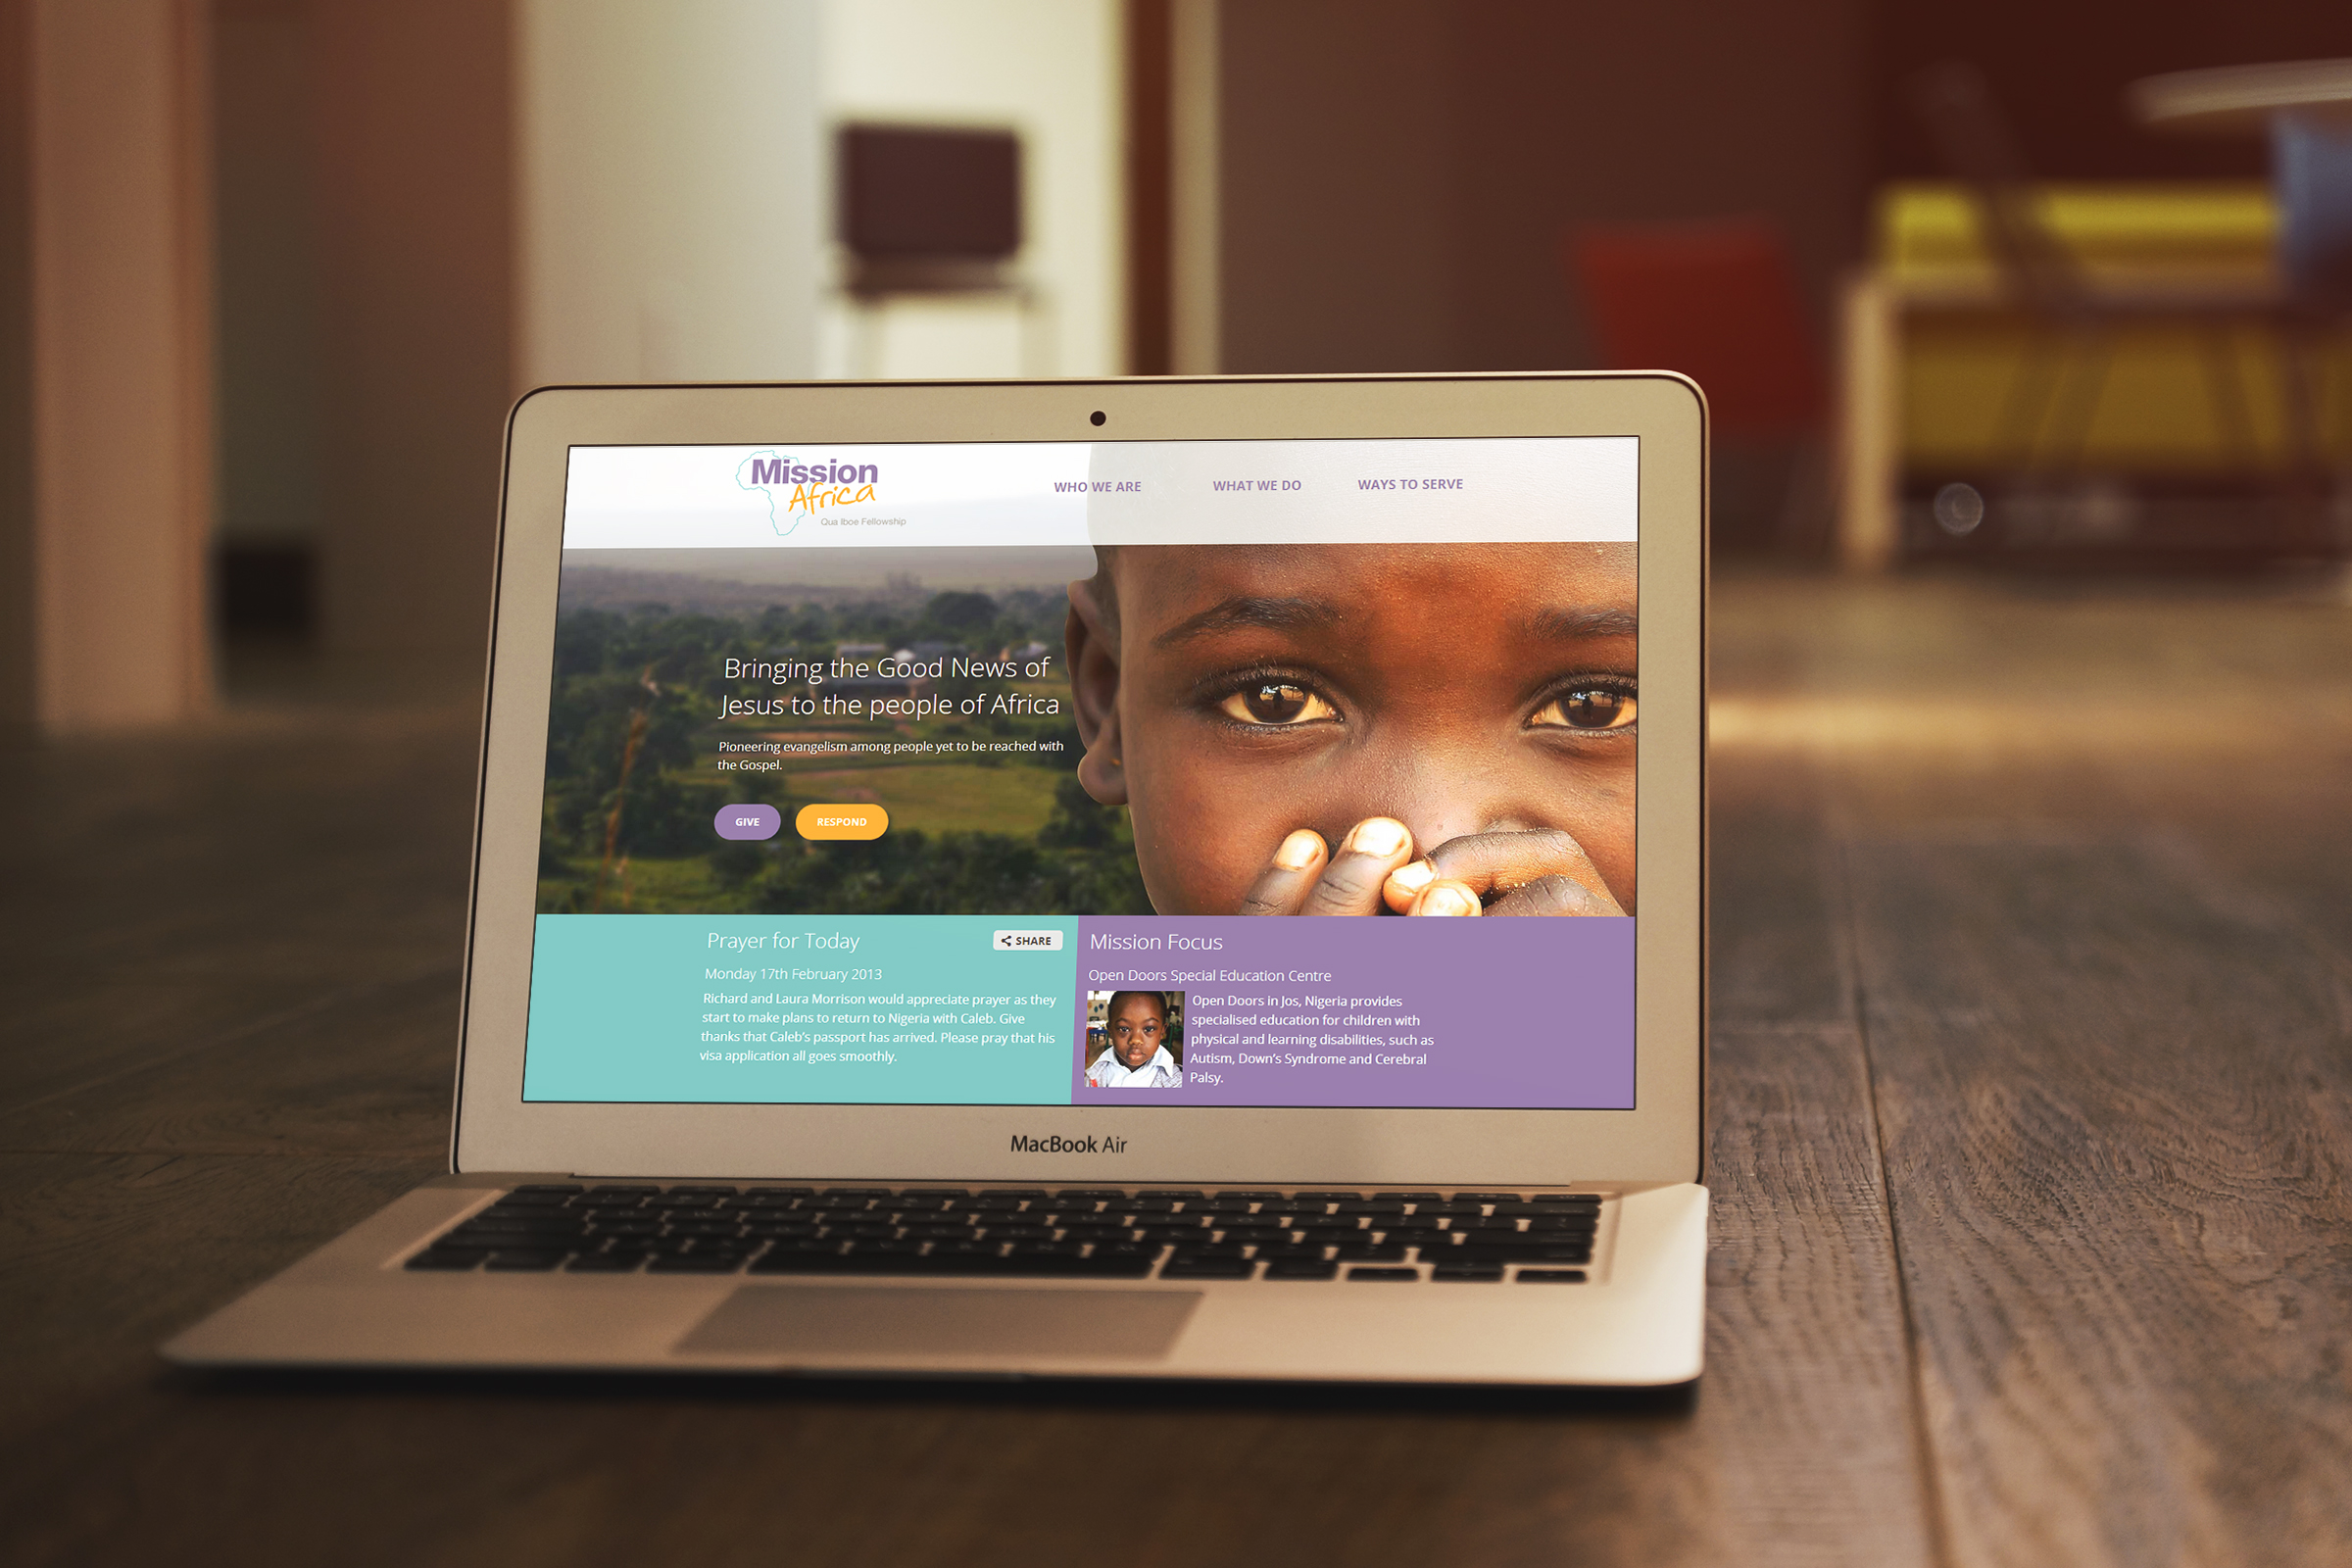 Mission
Africa
Qua Iboe Fellowship
WHO WE ARE
WHAT WE DO
WAYS TO SERVE
Bringing the Good News of
Jesus to the people of Africa
Pioneering evangelism among people yet to be reached with
the Gospel.
GIVE
RESPOND
Prayer for Today
SHARE
Monday 17th February 2013
Richard and Laura Morrison would appreciate prayer as they
start to make plans to return to Nigeria with Caleb. Give
thanks that Caleb's passport has arrived. Please pray that his
visa application all goes smoothly.
Mission Focus
Open Doors Special Education Centre
Open Doors in Jos, Nigeria provides
specialised education for children with
physical and learning disabilities, such as
Autism, Down's Syndrome and Cerebral
Palsy.
MacBook Air